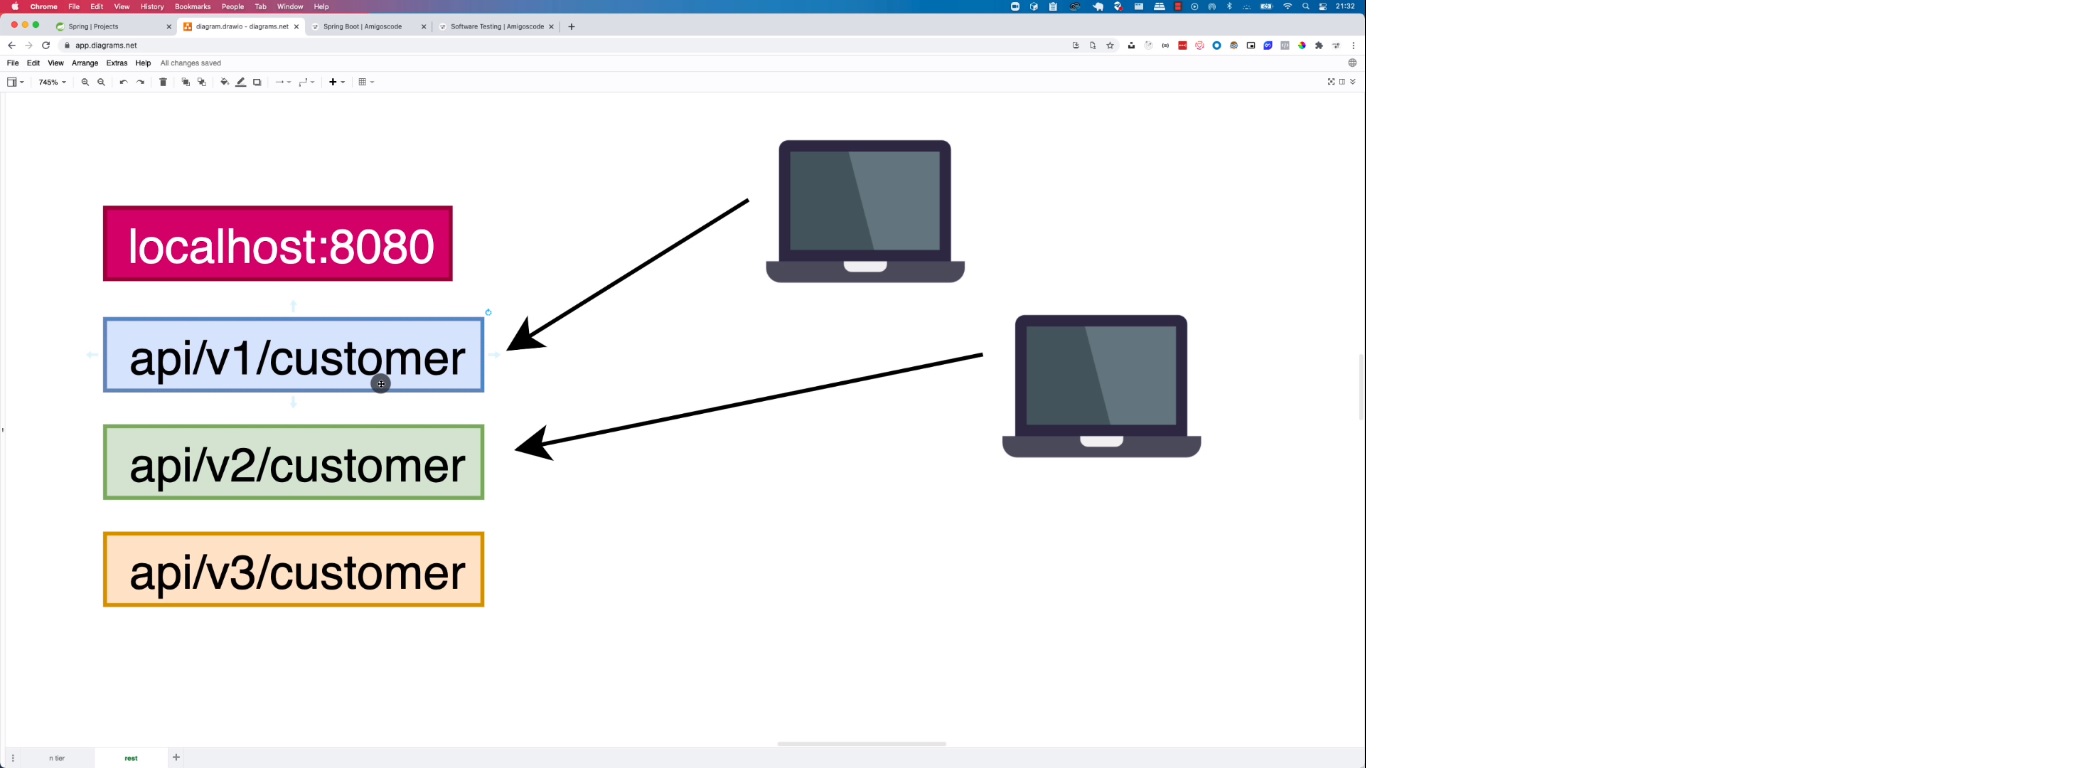 Chrome File Edit View History Bookmarks People Tab Window Help 21:32
Spring | Projects diagram.drawio - diagrams.net Spring Boot | Amigoscode Software Testing | Amigoscode
app.diagrams.net
File Edit View Arrange Extras Help All changes saved
745%
localhost:8080
api/v1/customer
api/v2/customer
api/v3/customer
n tier rest